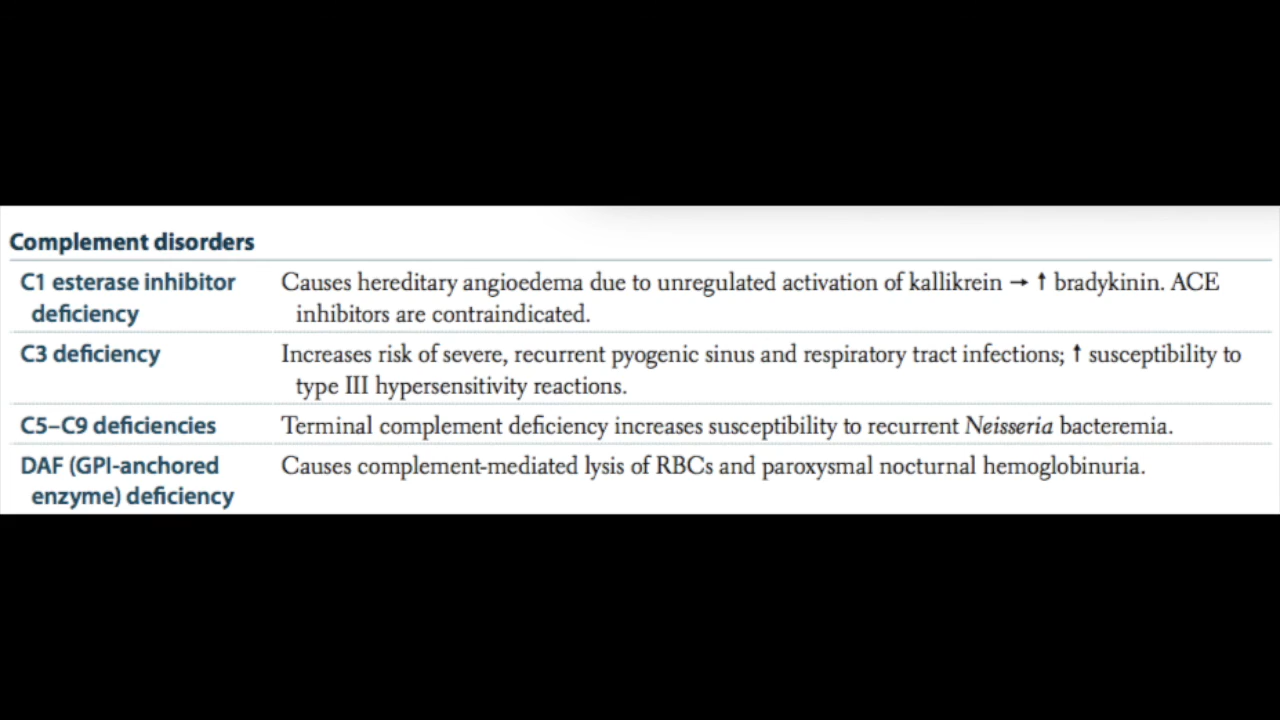 Complement disorders
C1 esterase inhibitor Causes hereditary angioedema due to unregulated activation of kallikrein → ↑ bradykinin. ACE
deficiency inhibitors are contraindicated.
C3 deficiency Increases risk of severe, recurrent pyogenic sinus and respiratory tract infections; ↑ susceptibility to
type III hypersensitivity reactions.
C5–C9 deficiencies Terminal complement deficiency increases susceptibility to recurrent Neisseria bacteremia.
DAF (GPI-anchored Causes complement-mediated lysis of RBCs and paroxysmal nocturnal hemoglobinuria.
enzyme) deficiency